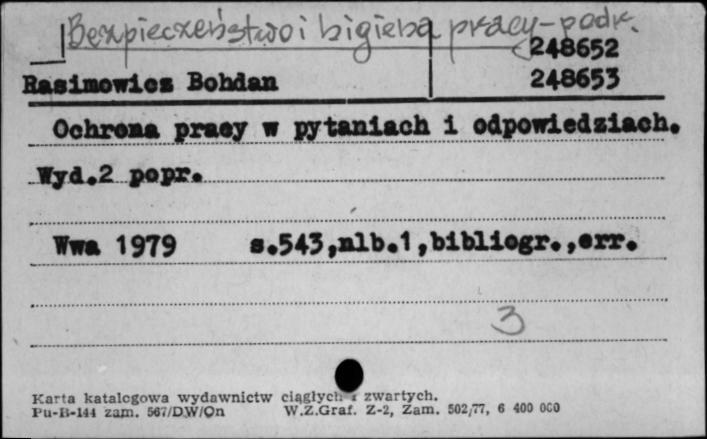 Bezpieczeństwo i higiena pracy - podr.
248652
Rasimowicz Bohdan 248653
Ochrona pracy w pytaniach i odpowiedziach.
Wyd.2 popr.
Wwa 1979 s.543,nlb.1,bibliogr.,err.
3
Karta katalogowa wydawnictw ciągłych i zwartych.
Pu-B-144 zam. 567/DW/On W.Z.Graf. Z-2, Zam. 502/77, 6 400 000